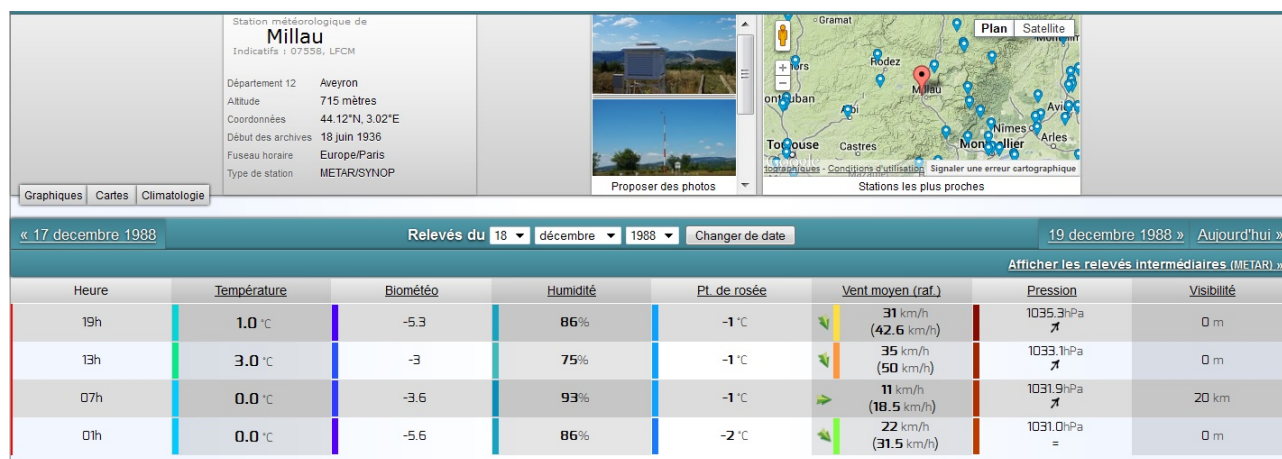 Station météorologique de
Millau
Indicatifs : 07558, LFCM
Département 12 Aveyron
Altitude 715 mètres
Coordonnées 44.12°N, 3.02°E
Début des archives 18 juin 1936
Fuseau horaire Europe/Paris
Type de station METAR/SYNOP
Graphiques Cartes Climatologie
Proposer des photos
Gramat
Plan Satellite
Rodez
Millau
Albi
Nimes
Arles
Toulouse
Castres
Montpellier
Conditions d'utilisation Signaler une erreur cartographique
Stations les plus proches
« 17 decembre 1988 Relevés du 18 décembre 1988 Changer de date 19 decembre 1988 » Aujourd'hui »
Afficher les relevés intermédiaires (METAR) »
Heure Température Biométéo Humidité Pt. de rosée Vent moyen (raf.) Pression Visibilité
19h 1.0 °C -5.3 86% -1 °C 31 km/h (42.6 km/h) 1035.3hPa 0 m
13h 3.0 °C -3 75% -1 °C 35 km/h (50 km/h) 1033.1hPa 0 m
07h 0.0 °C -3.6 93% -1 °C 11 km/h (18.5 km/h) 1031.9hPa 20 km
01h 0.0 °C -5.6 86% -2 °C 22 km/h (31.5 km/h) 1031.0hPa = 0 m